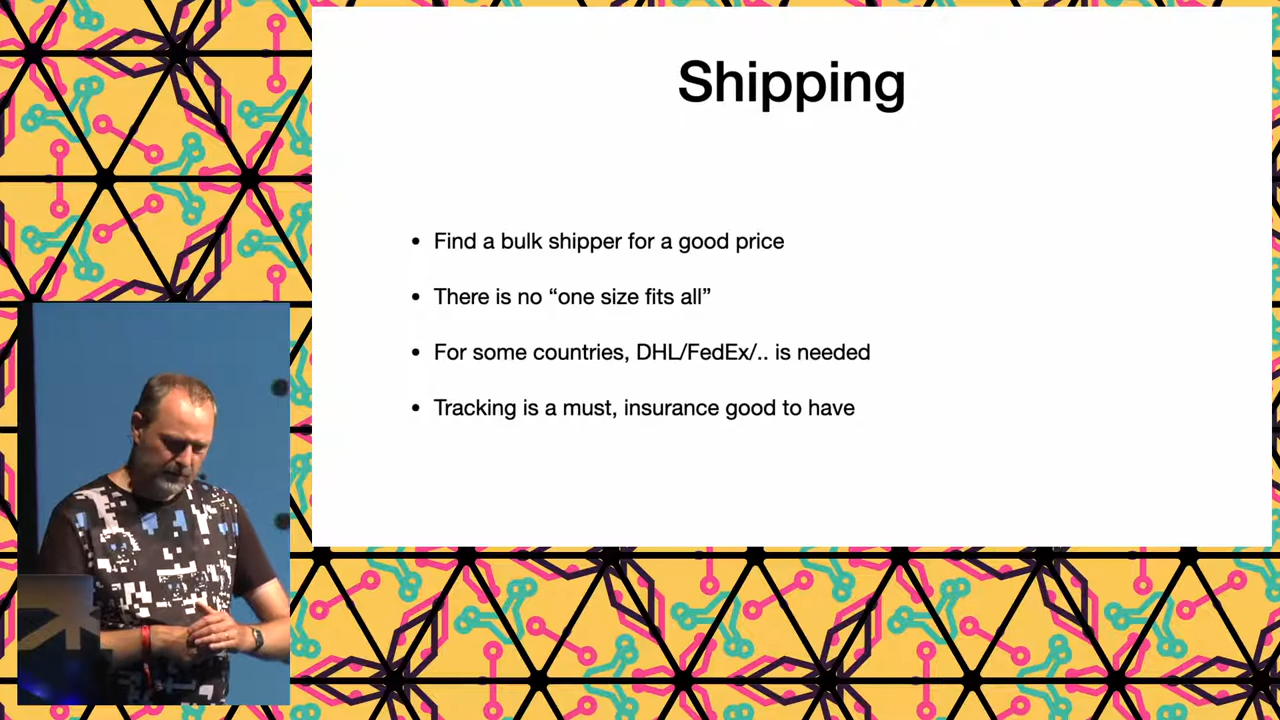 Shipping
• Find a bulk shipper for a good price
• There is no “one size fits all”
• For some countries, DHL/FedEx/.. is needed
• Tracking is a must, insurance good to have